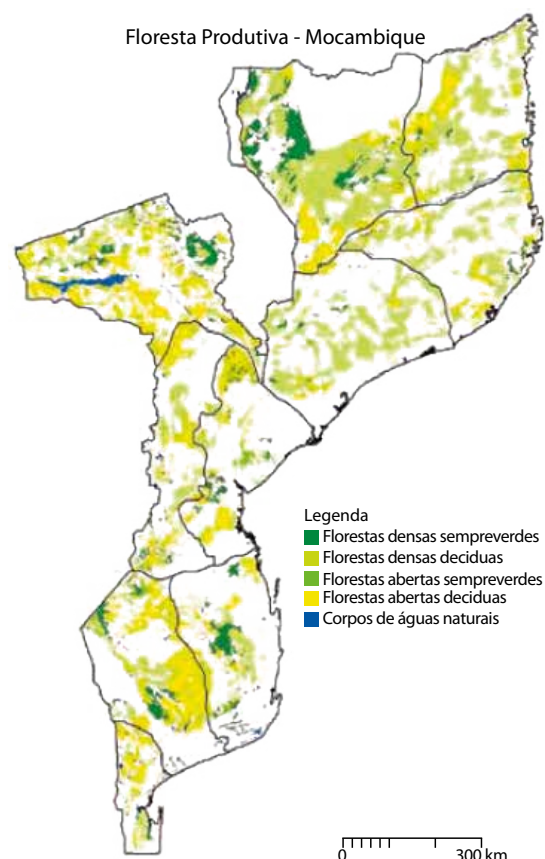 Floresta Produtiva - Mocambique
Legenda
Florestas densas sempreverdes
Florestas densas deciduas
Florestas abertas sempreverdes
Florestas abertas deciduas
Corpos de águas naturais
0 300 km